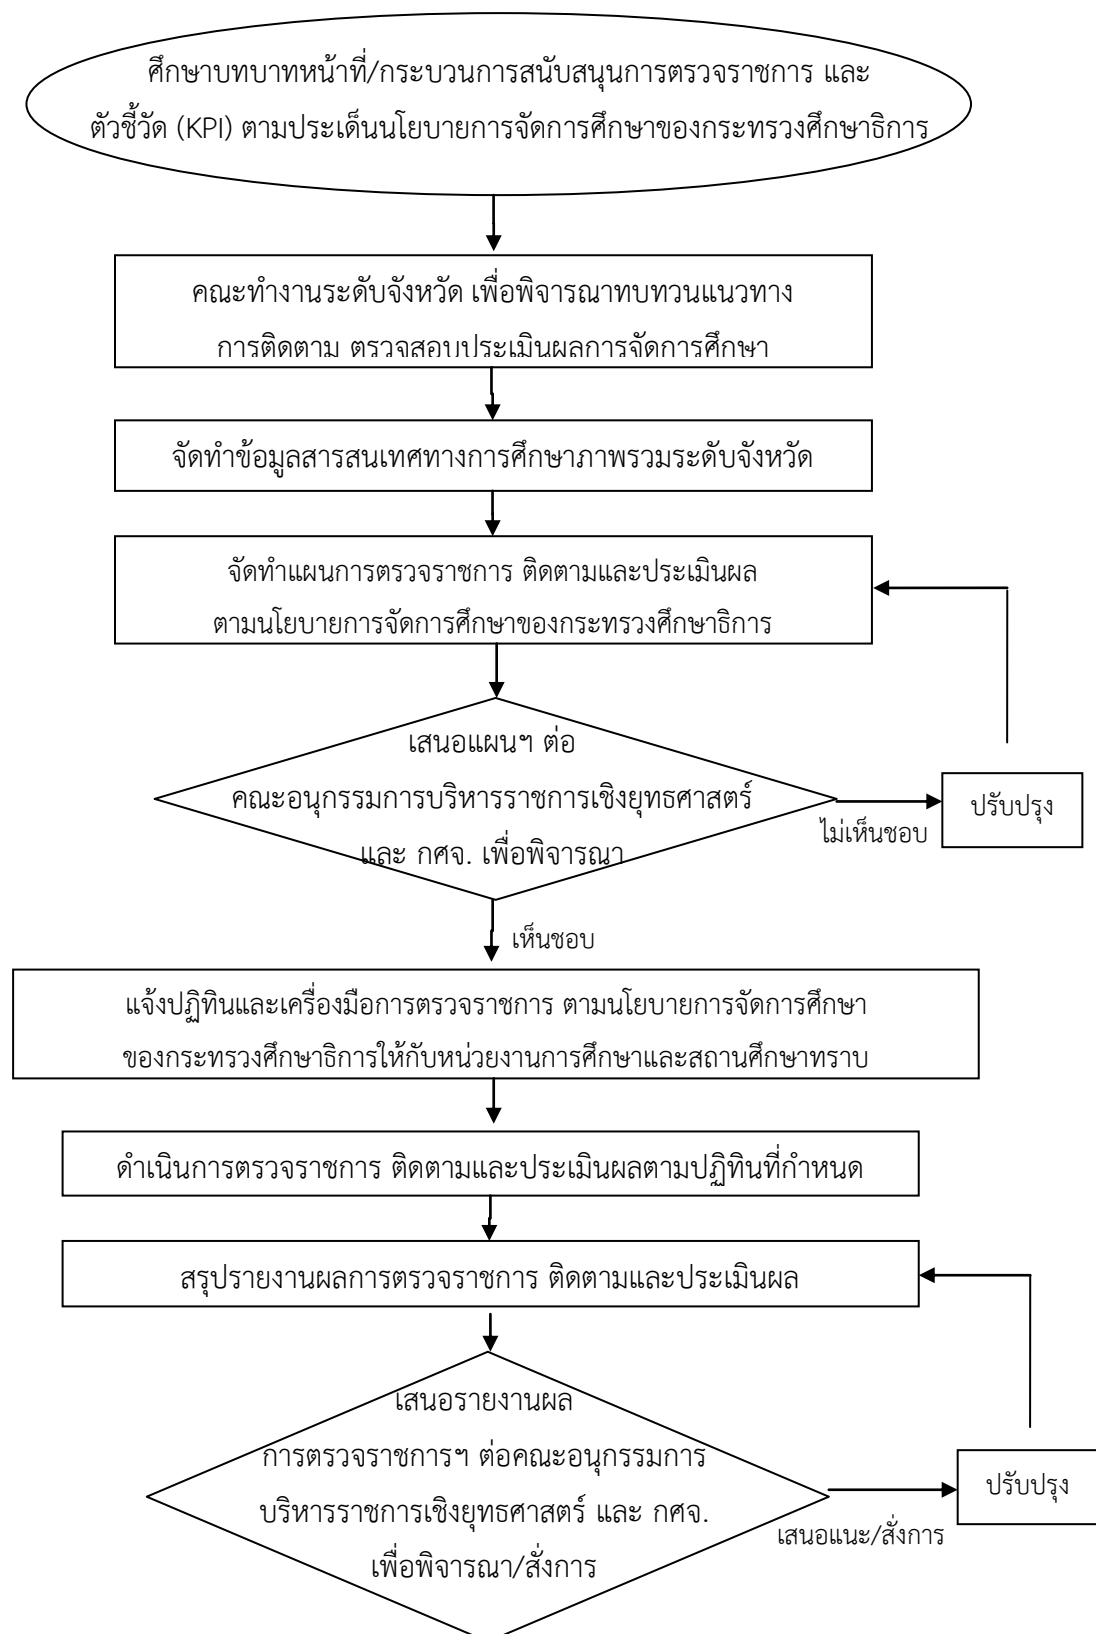 ศึกษาบทบาทหน้าที่/กระบวนการสนับสนุนการตรวจราชการ และ
ตัวชี้วัด (KPI) ตามประเด็นนโยบายการจัดการศึกษาของกระทรวงศึกษาธิการ
คณะทำงานระดับจังหวัด เพื่อพิจารณาทบทวนแนวทาง
การติดตาม ตรวจสอบประเมินผลการจัดการศึกษา
จัดทำข้อมูลสารสนเทศทางการศึกษาภาพรวมระดับจังหวัด
จัดทำแผนการตรวจราชการ ติดตามและประเมินผล
ตามนโยบายการจัดการศึกษาของกระทรวงศึกษาธิการ
เสนอแผนฯ ต่อ
คณะอนุกรรมการบริหารราชการเชิงยุทธศาสตร์
และ กศจ. เพื่อพิจารณา
ไม่เห็นชอบ
ปรับปรุง
เห็นชอบ
แจ้งปฏิทินและเครื่องมือการตรวจราชการ ตามนโยบายการจัดการศึกษา
ของกระทรวงศึกษาธิการให้กับหน่วยงานการศึกษาและสถานศึกษาทราบ
ดำเนินการตรวจราชการ ติดตามและประเมินผลตามปฏิทินที่กำหนด
สรุปรายงานผลการตรวจราชการ ติดตามและประเมินผล
เสนอรายงานผล
การตรวจราชการฯ ต่อคณะอนุกรรมการ
บริหารราชการเชิงยุทธศาสตร์ และ กศจ.
เพื่อพิจารณา/สั่งการ
เสนอแนะ/สั่งการ
ปรับปรุง